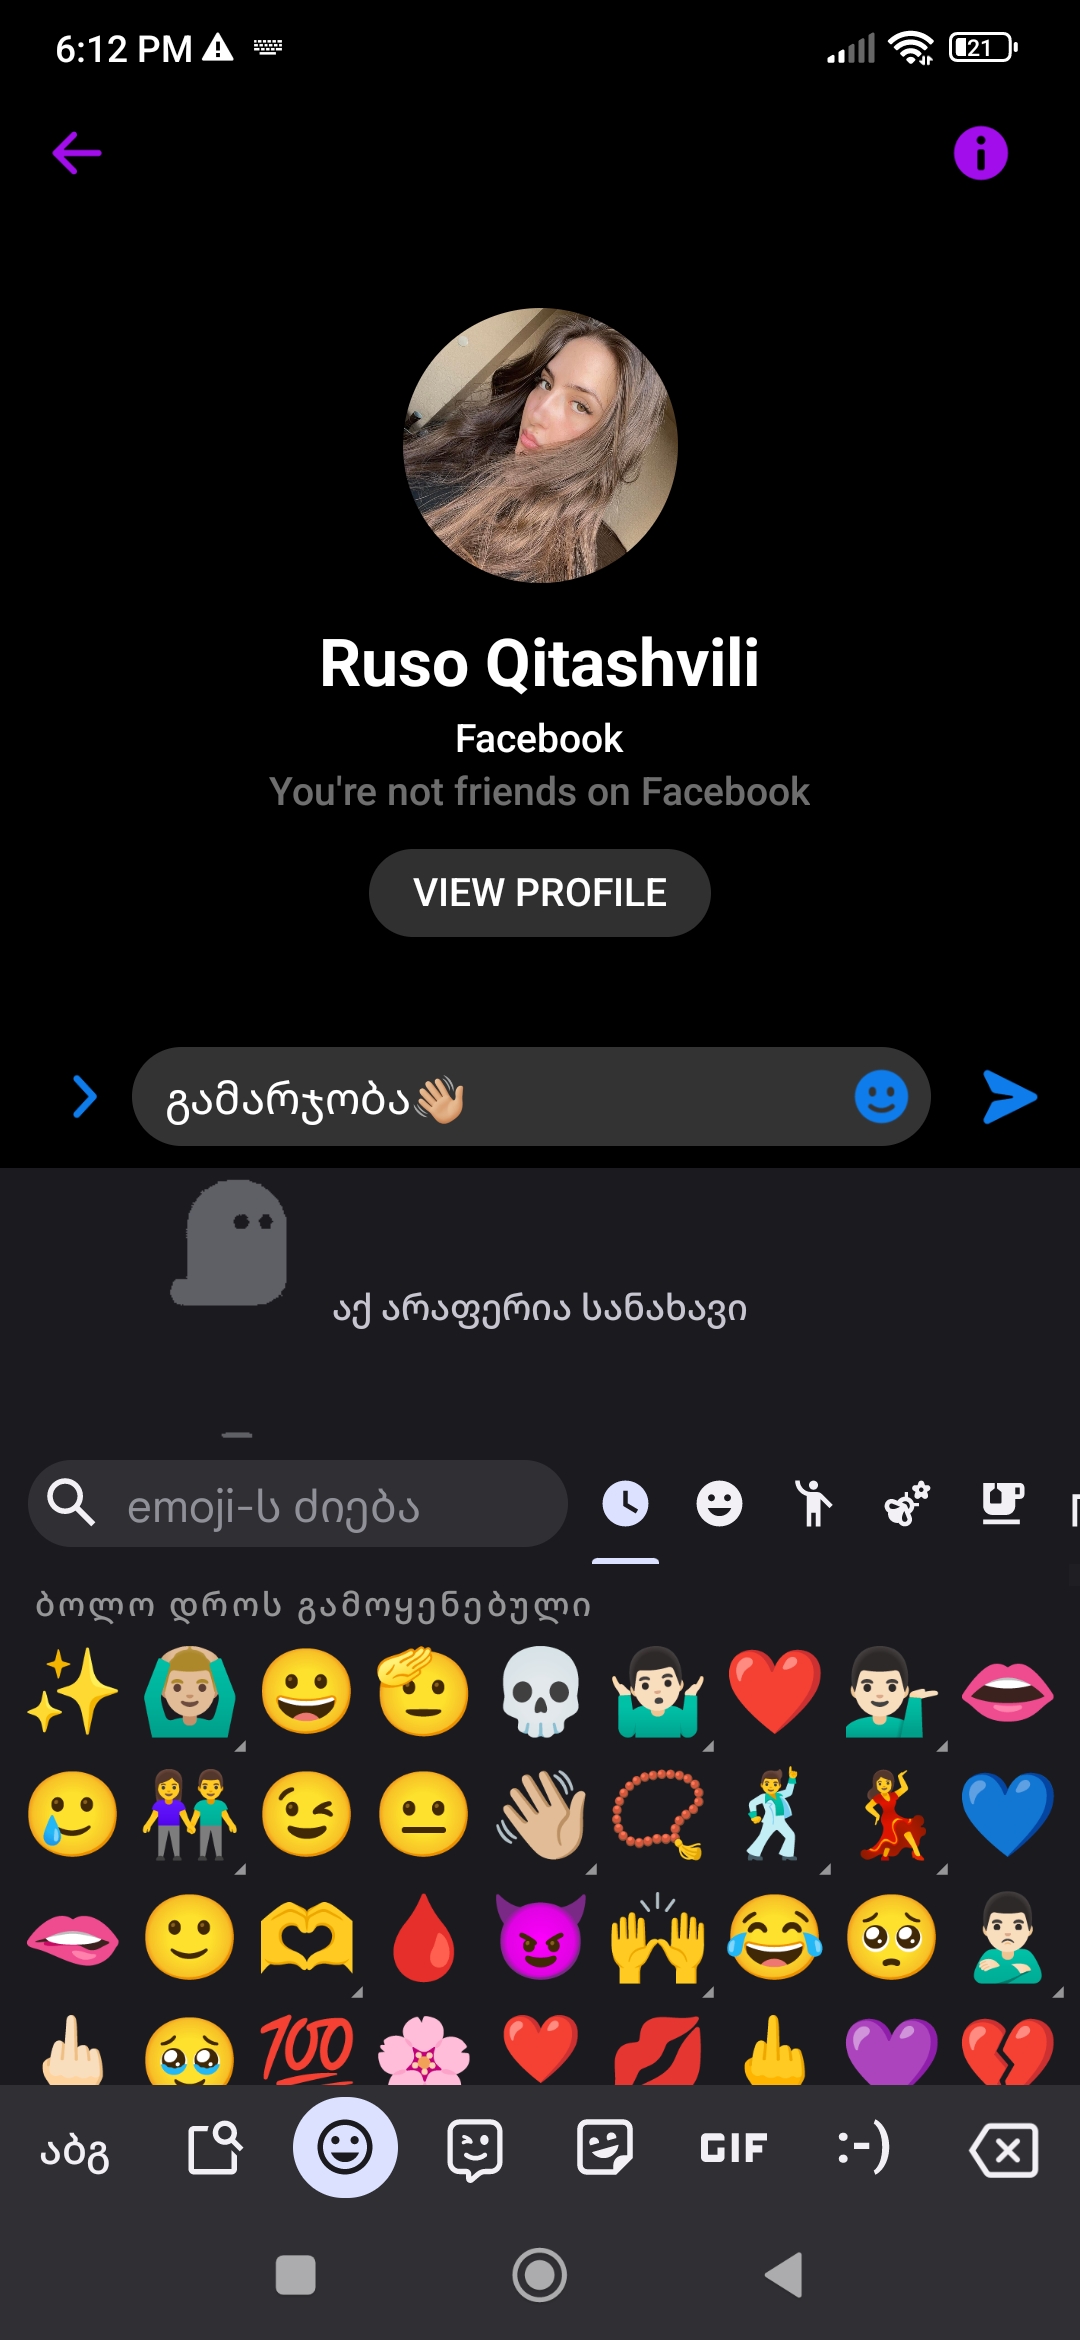 6:12 PM
21
Ruso Qitashvili
Facebook
You're not friends on Facebook
VIEW PROFILE
გამარჯობა👋🏼
აქ არაფერია სანახავი
emoji-ს ძიება
ბოლო დროს გამოყენებული
აბგ
GIF
:-)